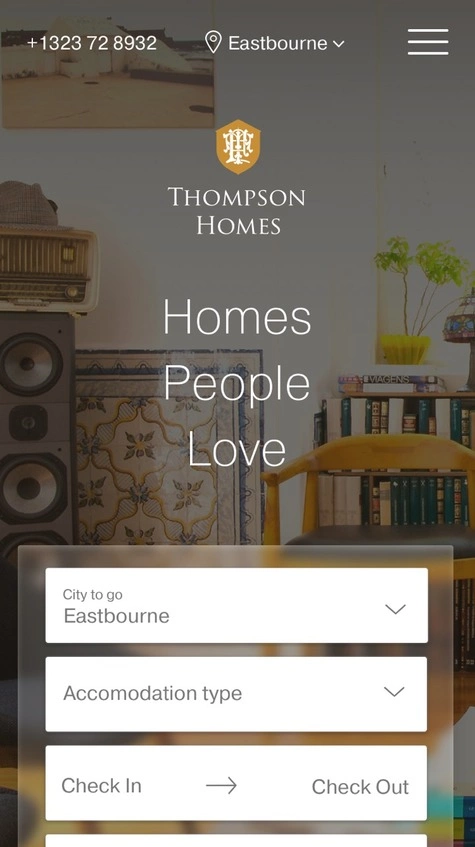 +1323 72 8932 Eastbourne
THOMPSON
HOMES
Homes
People
Love
VIAGENS
City to go
Eastbourne
Accomodation type
Check In Check Out